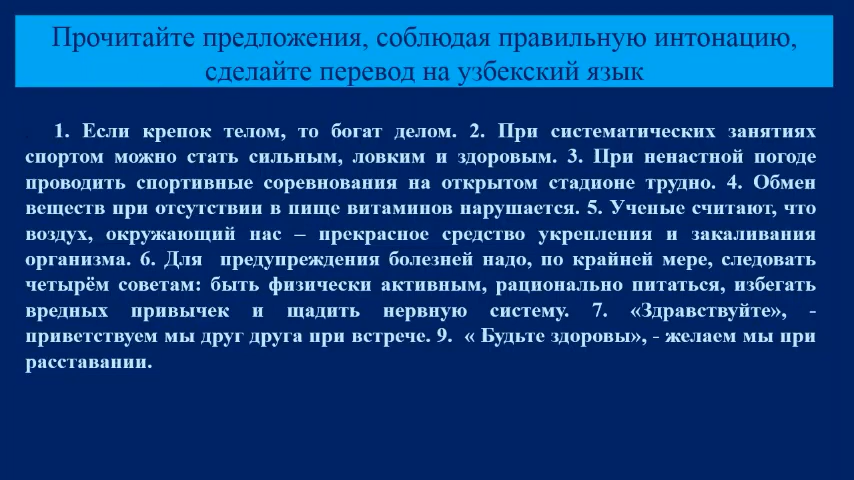 Прочитайте предложения, соблюдая правильную интонацию,
сделайте перевод на узбекский язык
1. Если крепок телом, то богат делом. 2. При систематических занятиях
спортом можно стать сильным, ловким и здоровым. 3. При ненастной погоде
проводить спортивные соревнования на открытом стадионе трудно. 4. Обмен
веществ при отсутствии в пище витаминов нарушается. 5. Ученые считают, что
воздух, окружающий нас – прекрасное средство укрепления и закаливания
организма. 6. Для предупреждения болезней надо, по крайней мере, следовать
четырём советам: быть физически активным, рационально питаться, избегать
вредных привычек и щадить нервную систему. 7. «Здравствуйте», -
приветствуем мы друг друга при встрече. 9. « Будьте здоровы», - желаем мы при
расставании.